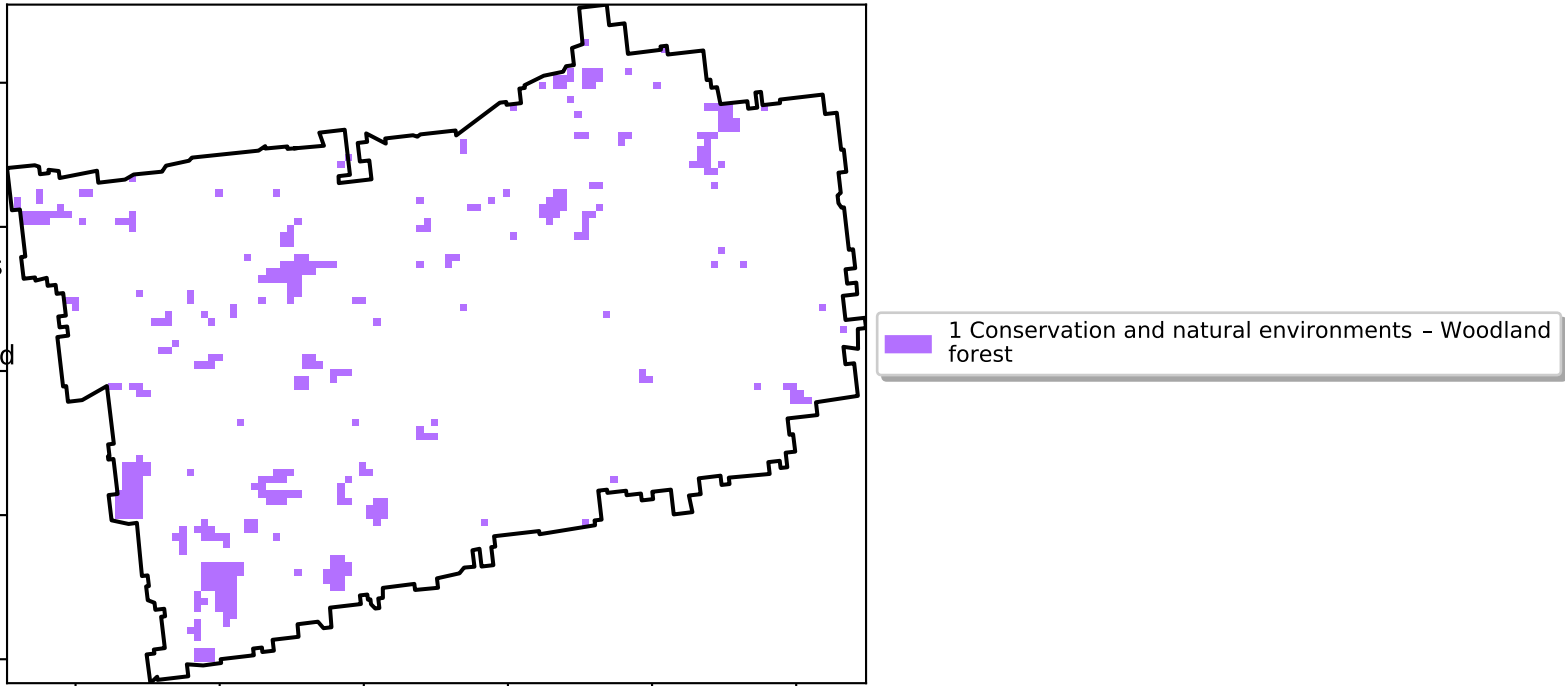 1 Conservation and natural environments – Woodland
forest